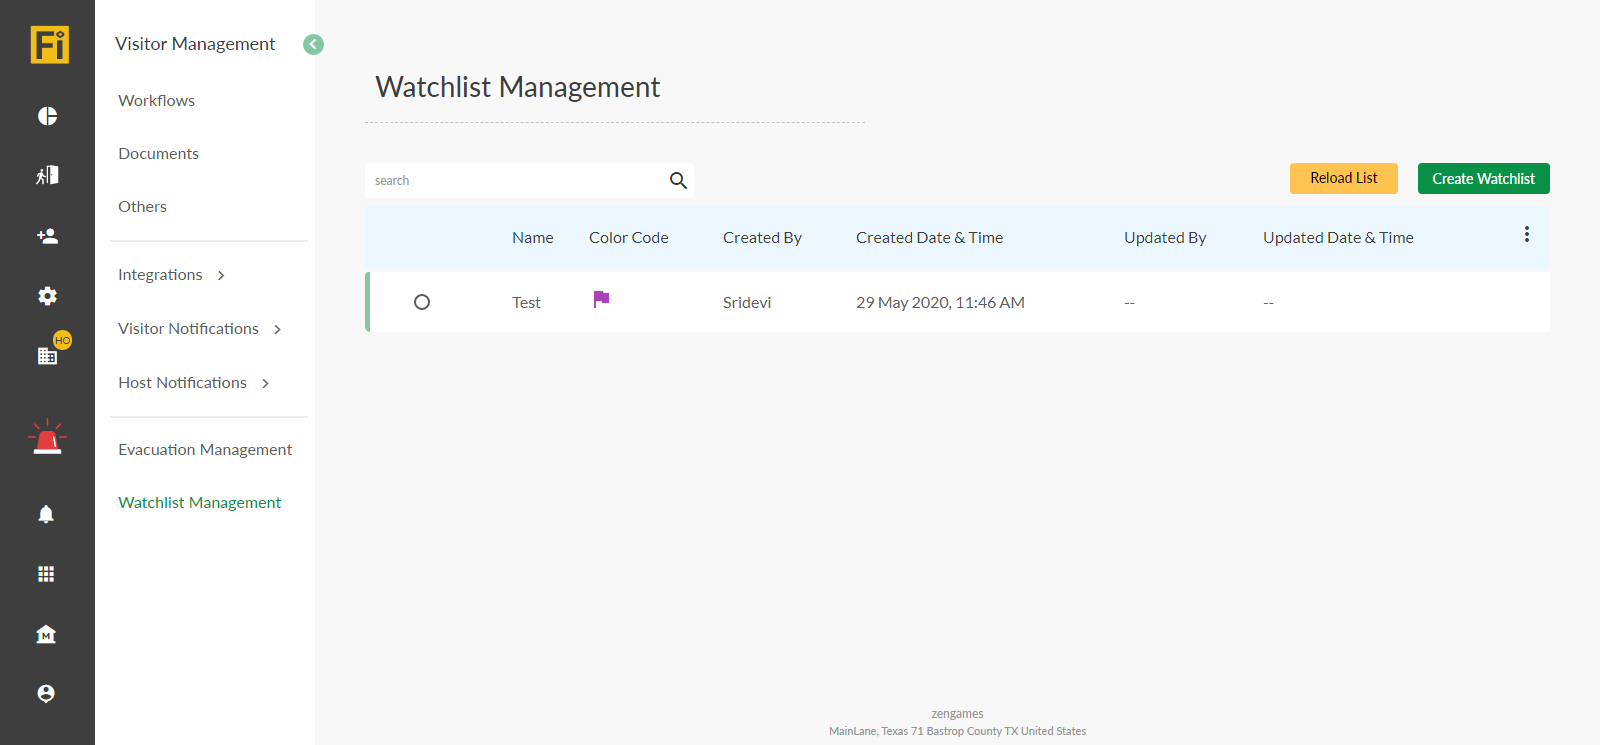 Fi
Visitor Management
Workflows
Documents
Others
Integrations
Visitor Notifications
Host Notifications
Evacuation Management
Watchlist Management
HO
M
Watchlist Management
search
Reload List
Create Watchlist
Name Color Code Created By Created Date & Time Updated By Updated Date & Time
Test Sridevi 29 May 2020, 11:46 AM -- --
zengames
MainLane, Texas 71 Bastrop County TX United States